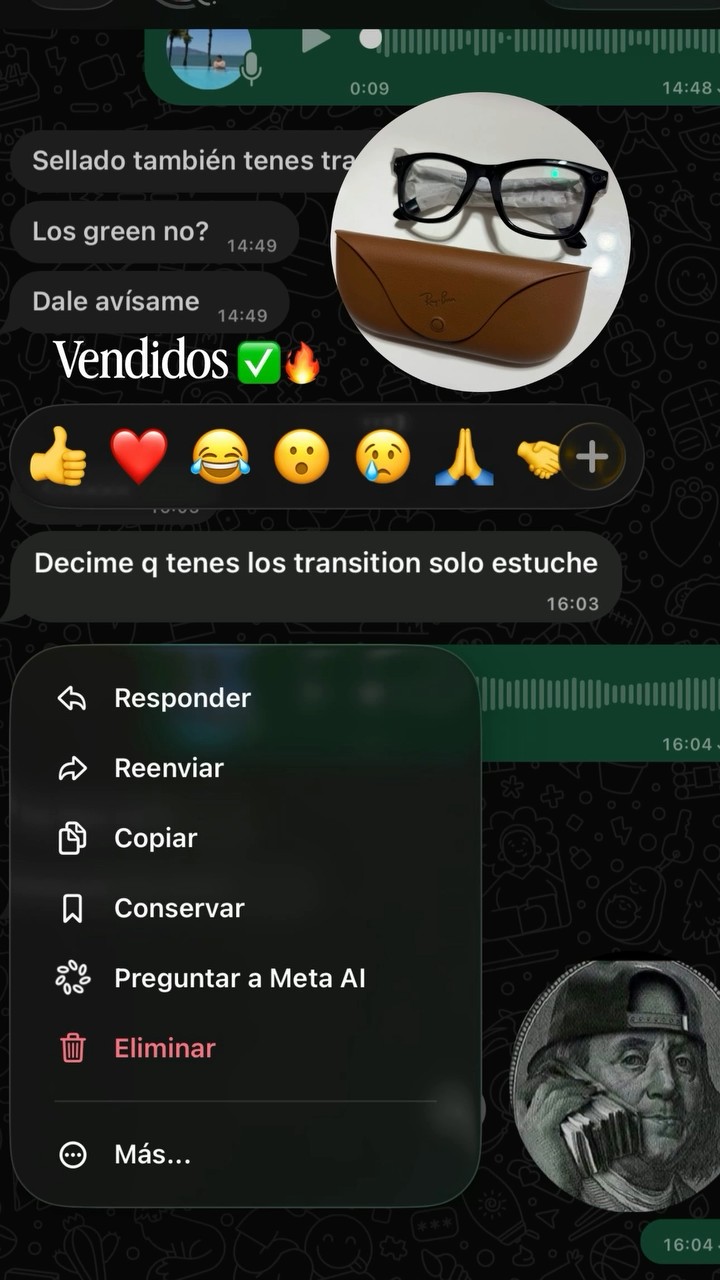 0:09
14:48
Sellado también tenes tra
Los green no?
14:49
Dale avísame
14:49
Ray-Ban
Vendidos ✅🔥
Decime q tenes los transition solo estuche
16:03
Responder
16:04
Reenviar
Copiar
Conservar
Preguntar a Meta AI
Eliminar
Más...
16:04